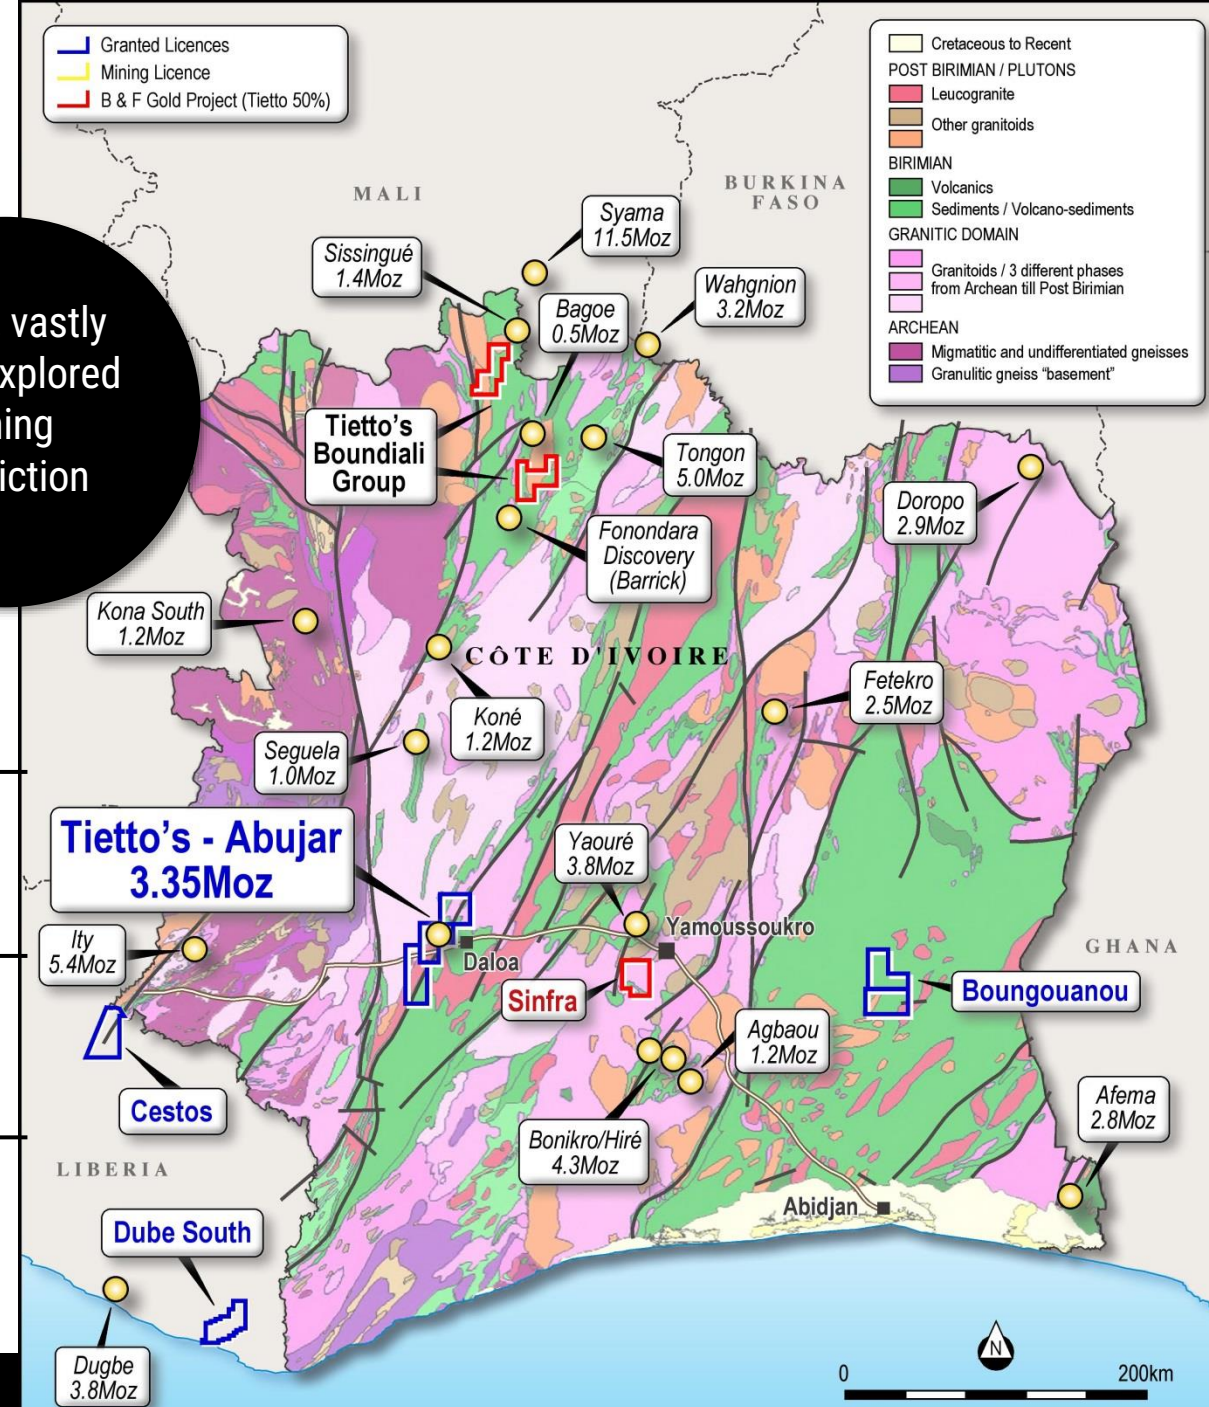 Granted Licences
Mining Licence
B & F Gold Project (Tietto 50%)
Cretaceous to Recent
POST BIRIMIAN / PLUTONS
Leucogranite
Other granitoids
BIRIMIAN
Volcanics
Sediments / Volcano-sediments
GRANITIC DOMAIN
Granitoids / 3 different phases
from Archean till Post Birimian
ARCHEAN
Migmatitic and undifferentiated gneisses
Granulitic gneiss "basement"
MALI
BURKINA
FASO
Syama
11.5Moz
Sissingué
1.4Moz
Bagoe
0.5Moz
Wahgnion
3.2Moz
vastly
Tietto's
Boundiali
Group
Tongon
5.0Moz
Doropo
2.9Moz
Fonondara
Discovery
(Barrick)
Kona South
1.2Moz
CÔTE D'IVOIRE
Koné
1.2Moz
Fetekro
2.5Moz
Seguela
1.0Moz
Tietto's - Abujar
3.35Moz
Yaouré
3.8Moz
Yamoussoukro
Ity
5.4Moz
Daloa
GHANA
Sinfra
Boungouanou
Cestos
Agbaou
1.2Moz
Bonikro/Hiré
4.3Moz
Afema
2.8Moz
LIBERIA
Abidjan
Dube South
Dugbe
3.8Moz
N
0 200km